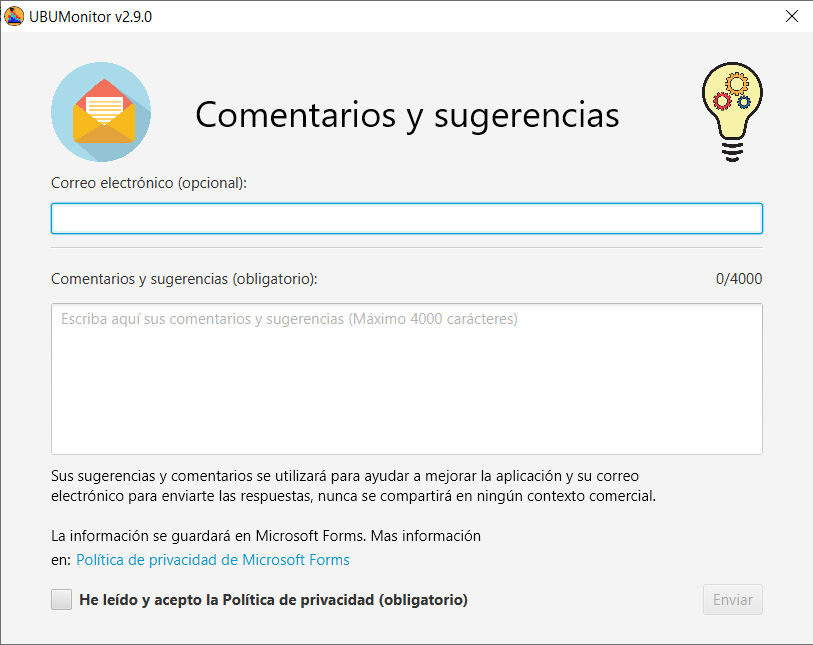 UBUMonitor v2.9.0
Comentarios y sugerencias
Correo electrónico (opcional):
Comentarios y sugerencias (obligatorio):
0/4000
Escriba aquí sus comentarios y sugerencias (Máximo 4000 carácteres)
Sus sugerencias y comentarios se utilizará para ayudar a mejorar la aplicación y su correo
electrónico para enviarte las respuestas, nunca se compartirá en ningún contexto comercial.
La información se guardará en Microsoft Forms. Mas información
en: Política de privacidad de Microsoft Forms
He leído y acepto la Política de privacidad (obligatorio)
Enviar